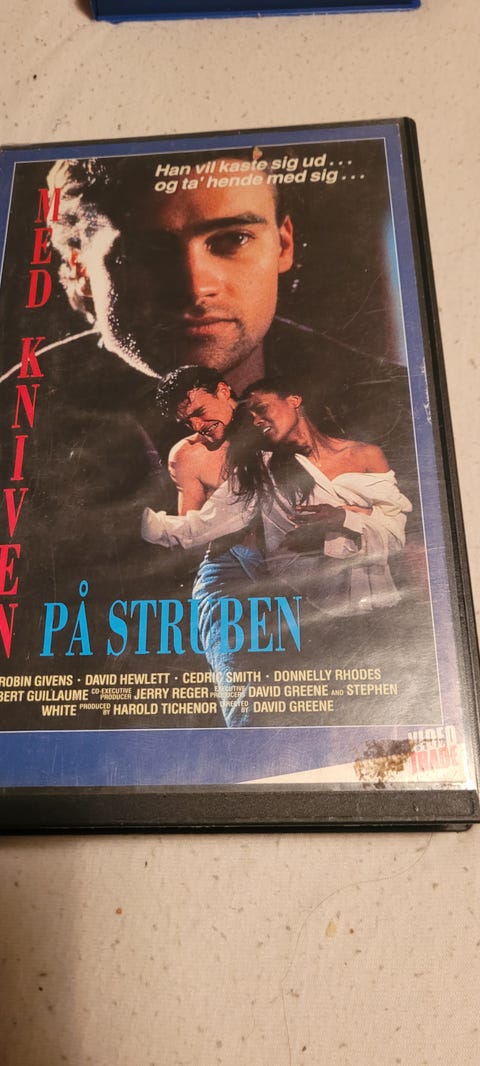 Han vil kaste sig ud...
og ta' hende med sig...
MED KNIVEN
PÅ STRUBEN
ROBIN GIVENS · DAVID HEWLETT · CEDRIC SMITH · DONNELLY RHODES
BERT GUILLAUME CO-EXECUTIVE PRODUCER JERRY REGER EXECUTIVE PRODUCERS DAVID GREENE AND STEPHEN
WHITE PRODUCED BY HAROLD TICHENOR DIRECTED BY DAVID GREENE
VIDEO
TRADE